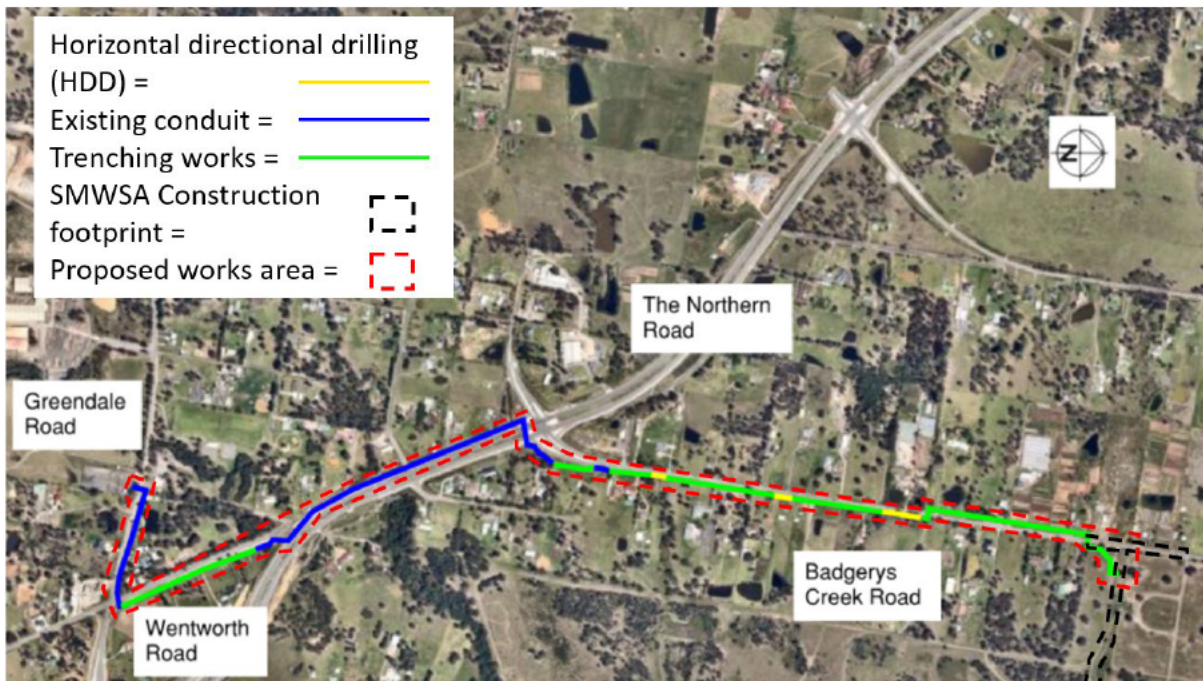 Horizontal directional drilling
(HDD) =
Existing conduit =
Trenching works =
SMWSA Construction
footprint =
Proposed works area =
N
The Northern
Road
Greendale
Road
Badgerys
Creek Road
Wentworth
Road